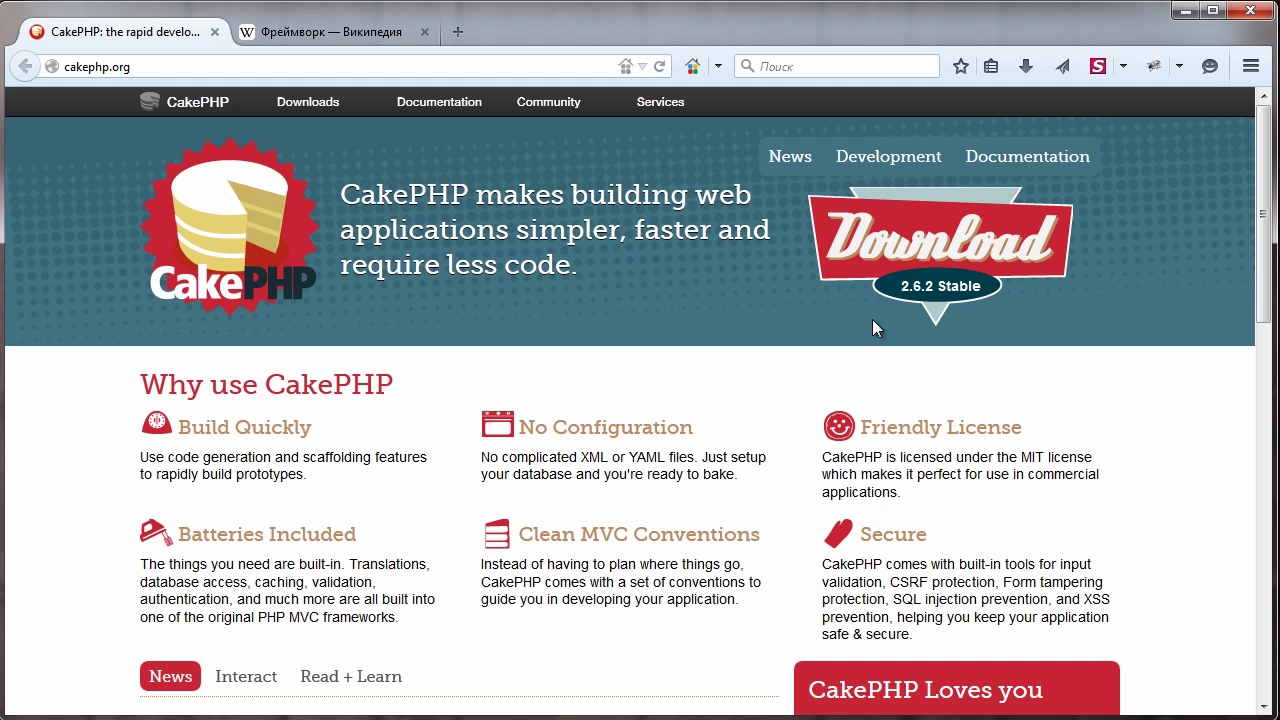 CakePHP: the rapid develo...
Фреймворк — Википедия
cakephp.org
Поиск
CakePHP
Downloads
Documentation
Community
Services
News
Development
Documentation
CakePHP
CakePHP makes building web
applications simpler, faster and
require less code.
Download
2.6.2 Stable
Why use CakePHP
Build Quickly
Use code generation and scaffolding features
to rapidly build prototypes.
No Configuration
No complicated XML or YAML files. Just setup
your database and you're ready to bake.
Friendly License
CakePHP is licensed under the MIT license
which makes it perfect for use in commercial
applications.
Batteries Included
The things you need are built-in. Translations,
database access, caching, validation,
authentication, and much more are all built into
one of the original PHP MVC frameworks.
Clean MVC Conventions
Instead of having to plan where things go,
CakePHP comes with a set of conventions to
guide you in developing your application.
Secure
CakePHP comes with built-in tools for input
validation, CSRF protection, Form tampering
protection, SQL injection prevention, and XSS
prevention, helping you keep your application
safe & secure.
News
Interact
Read + Learn
CakePHP Loves you